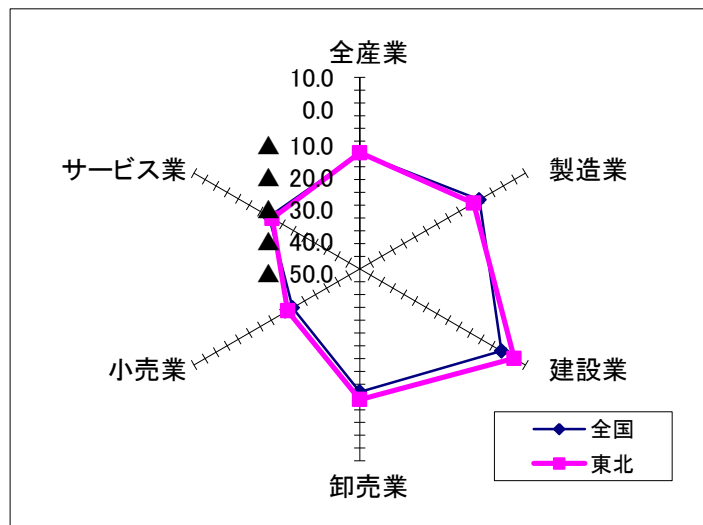 全産業
10.0
0.0
▲ 10.0
▲ 20.0
▲ 30.0
▲ 40.0
▲ 50.0
サービス業
製造業
小売業
建設業
卸売業
全国
東北